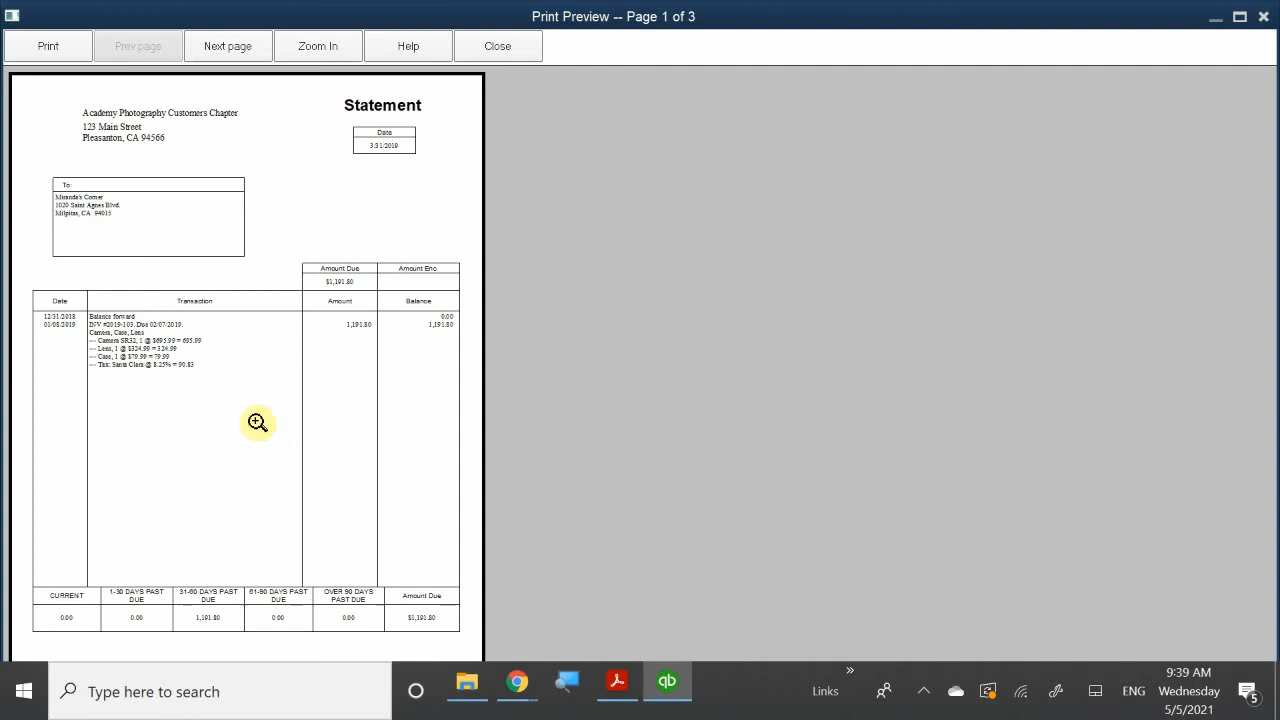 Print Preview -- Page 1 of 3
Print
Prev page
Next page
Zoom In
Help
Close
Statement
Academy Photography Customers Chapter
123 Main Street
Pleasanton, CA 94566
Date
3/31/2019
To:
Miranda's Corner
1020 Saint Agnes Blvd.
Milpitas, CA 94015
Amount Due
Amount Enc.
$1,191.80
Date
Transaction
Amount
Balance
12/31/2018
Balance forward
0.00
01/08/2019
INV #2019-103. Due 02/07/2019.
1,191.80
1,191.80
Camera, Case, Lens
--- Camera SR32, 1 @ $695.99 = 695.99
--- Lens, 1 @ $324.99 = 324.99
--- Case, 1 @ $79.99 = 79.99
--- Tax: Santa Clara @ 8.25% = 90.83
CURRENT
1-30 DAYS PAST DUE
31-60 DAYS PAST DUE
61-90 DAYS PAST DUE
OVER 90 DAYS PAST DUE
Amount Due
0.00
0.00
1,191.80
0.00
0.00
$1,191.80
Type here to search
qb
Links
ENG
9:39 AM
Wednesday
5/5/2021
5